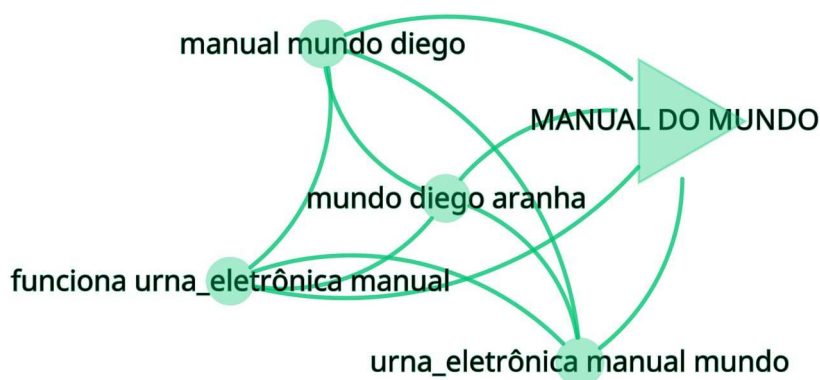 manual mundo diego
MANUAL DO MUNDO
mundo diego aranha
funciona urna_eletrônica manual
urna_eletrônica manual mundo